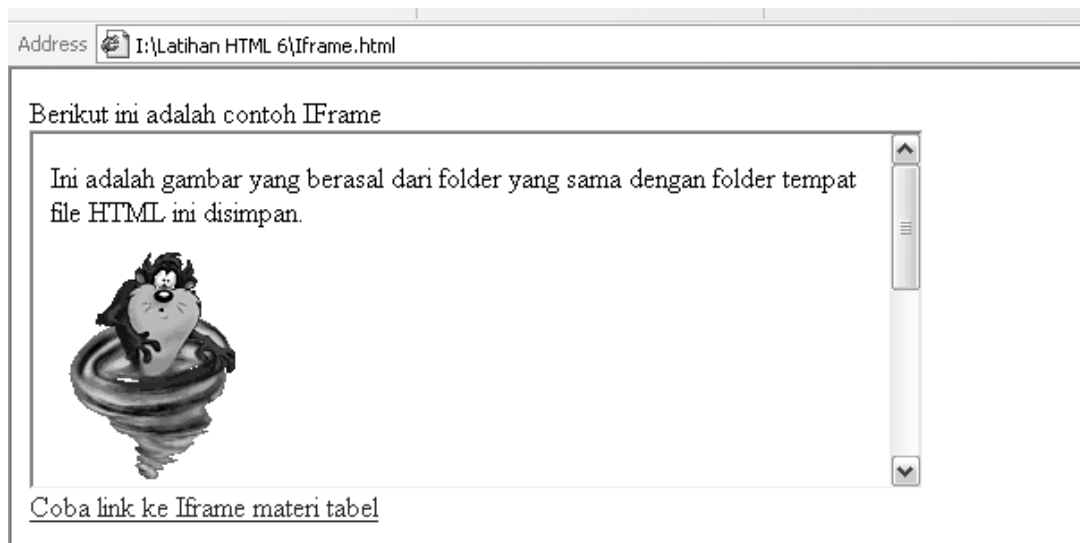 Address I:\Latihan HTML 6\Iframe.html
Berikut ini adalah contoh IFrame
Ini adalah gambar yang berasal dari folder yang sama dengan folder tempat
file HTML ini disimpan.
Coba link ke Iframe materi tabel